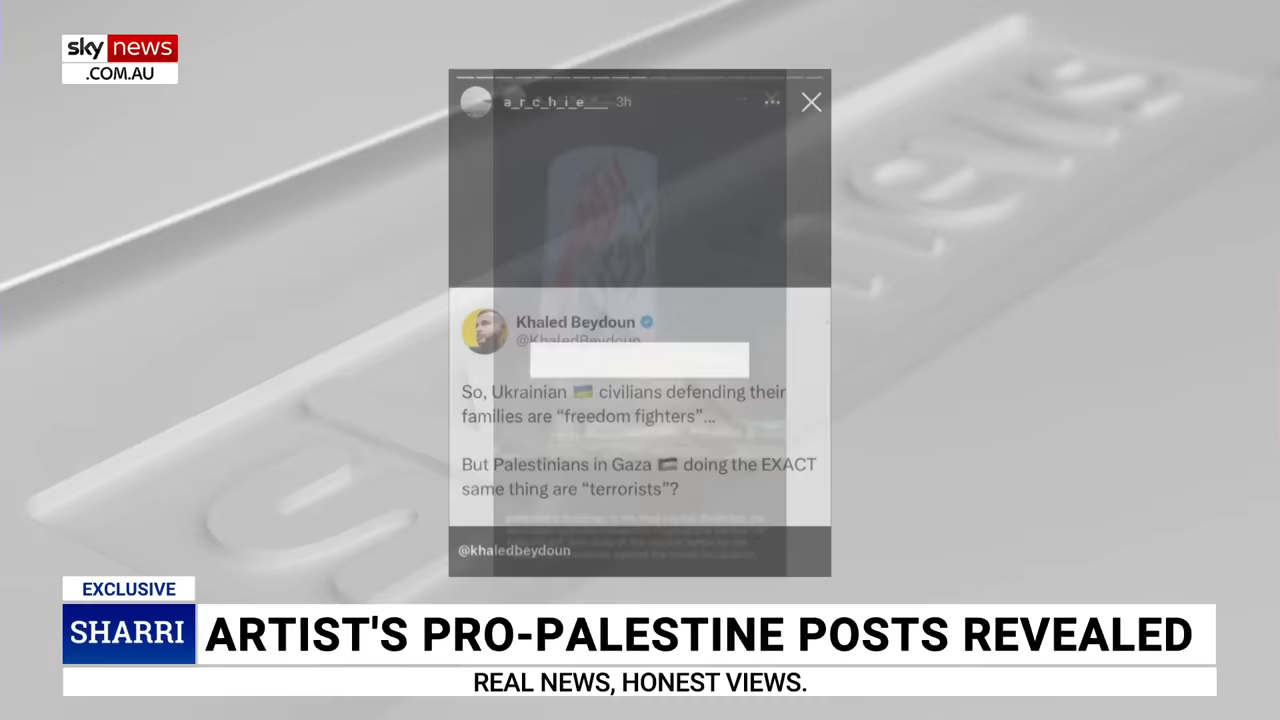 sky news
.COM.AU
a_r_c_h_i_e___ 3h
Khaled Beydoun
@KhaledBeydoun
So, Ukrainian 🇺🇦 civilians defending their
families are “freedom fighters”...
But Palestinians in Gaza 🇵🇸 doing the EXACT
same thing are “terrorists”?
@khaledbeydoun
EXCLUSIVE
SHARRI
ARTIST'S PRO-PALESTINE POSTS REVEALED
REAL NEWS, HONEST VIEWS.